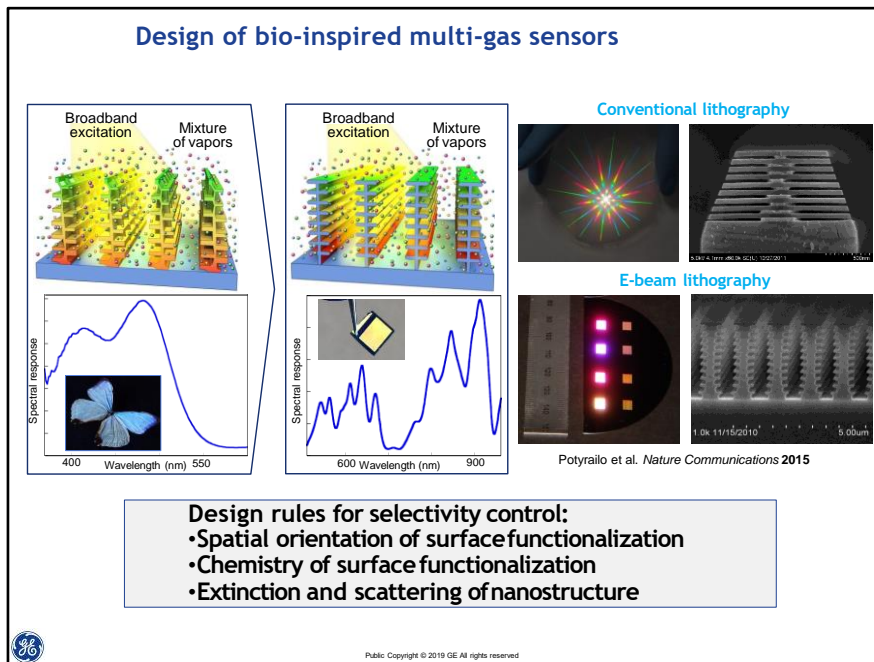 Design of bio-inspired multi-gas sensors
Broadband
excitation
Mixture
of vapors
Spectral response
400
Wavelength (nm)
550
Broadband
excitation
Mixture
of vapors
Spectral response
600
Wavelength (nm)
900
Conventional lithography
500nm
E-beam lithography
1.0k 11/15/2010
5.00um
Potyrailo et al. Nature Communications 2015
Design rules for selectivity control:
•Spatial orientation of surface functionalization
•Chemistry of surface functionalization
•Extinction and scattering of nanostructure
GE
Public Copyright © 2019 GE All rights reserved